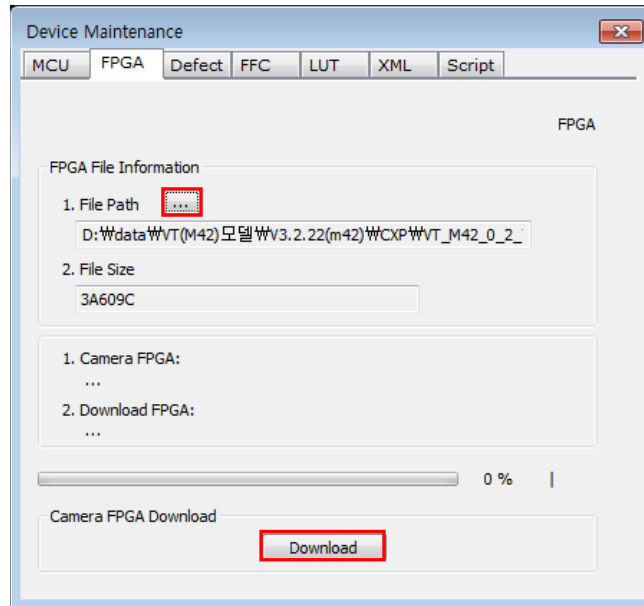 Device Maintenance
MCU FPGA Defect FFC LUT XML Script
FPGA
FPGA File Information
1. File Path ...
D:₩data₩VT(M42)모델₩V3.2.22(m42)₩CXP₩VT_M42_0_2_
2. File Size
3A609C
1. Camera FPGA:
...
2. Download FPGA:
...
0 %
Camera FPGA Download
Download